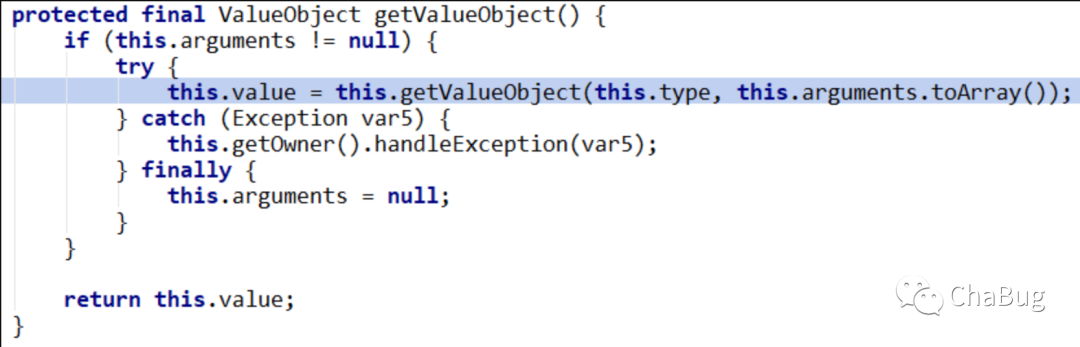 protected final ValueObject getValueObject() {
    if (this.arguments != null) {
        try {
            this.value = this.getValueObject(this.type, this.arguments.toArray());
        } catch (Exception var5) {
            this.getOwner().handleException(var5);
        } finally {
            this.arguments = null;
        }
    }

    return this.value;
}
ChaBug